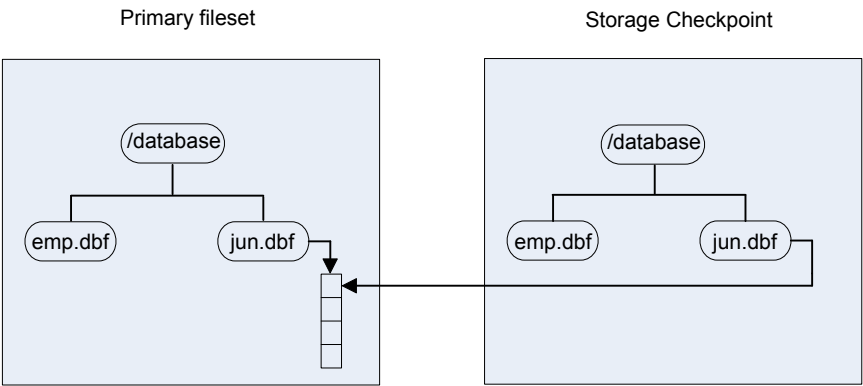 Primary fileset
Storage Checkpoint
/database
/database
emp.dbf
jun.dbf
emp.dbf
jun.dbf